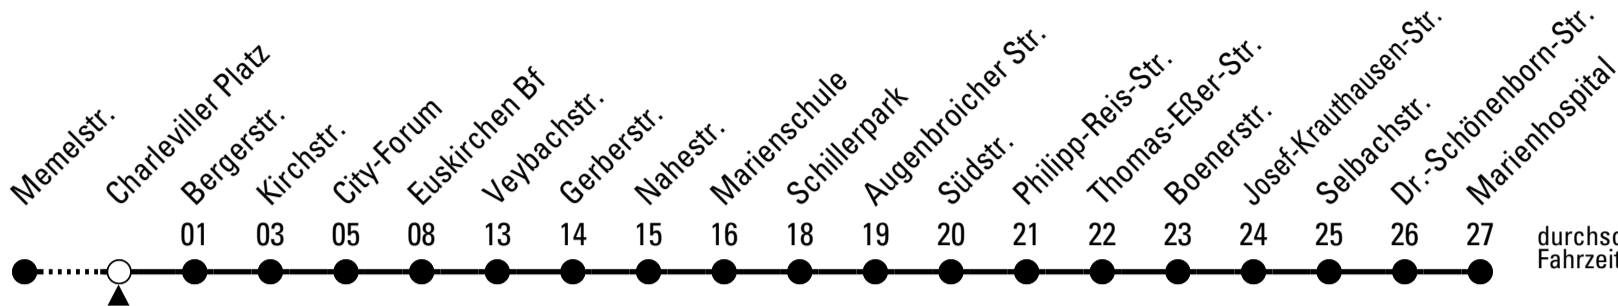 Memelstr.
Charleviller Platz
Bergerstr.
Kirchstr.
City-Forum
Euskirchen Bf
Veybachstr.
Gerberstr.
Nahestr.
Marienschule
Schillerpark
Augenbroicher Str.
Südstr.
Philipp-Reis-Str.
Thomas-Eßer-Str.
Boenerstr.
Josef-Krauthausen-Str.
Selbachstr.
Dr.-Schönenborn-Str.
Marienhospital
01 03 05 08 13 14 15 16 18 19 20 21 22 23 24 25 26 27
Fahrzeit